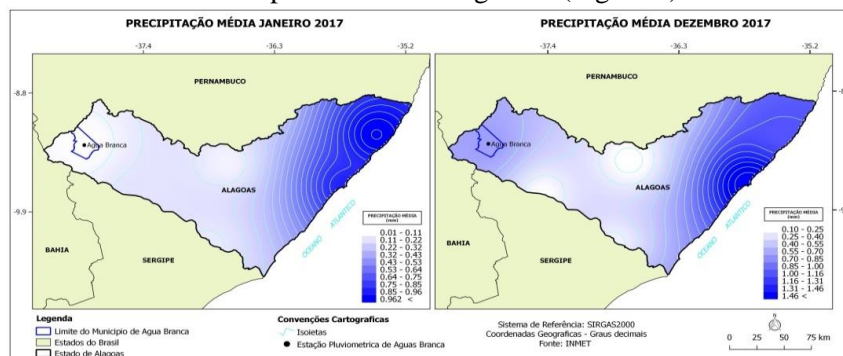 PRECIPITAÇÃO MÉDIA JANEIRO 2017
-37.4
-36.3
-35.2
-8.8
-9.9
PERNAMBUCO
Agua Branca
ALAGOAS
BAHIA
SERGIPE
OCEANO ATLANTICO
PRECIPITAÇÃO MÉDIA
(mm)
0.01 - 0.11
0.11 - 0.22
0.22 - 0.32
0.32 - 0.43
0.43 - 0.53
0.53 - 0.64
0.64 - 0.75
0.75 - 0.85
0.85 - 0.96
0.962 <
PRECIPITAÇÃO MÉDIA DEZEMBRO 2017
-37.4
-36.3
-35.2
PERNAMBUCO
Agua Branca
ALAGOAS
BAHIA
SERGIPE
OCEANO ATLANTICO
PRECIPITAÇÃO MÉDIA
(mm)
0.10 - 0.25
0.25 - 0.40
0.40 - 0.55
0.55 - 0.70
0.70 - 0.85
0.85 - 1.00
1.00 - 1.16
1.16 - 1.31
1.31 - 1.46
1.46 <
Legenda
Limite do Municipio de Agua Branca
Estados do Brasil
Estado de Alagoas
Convenções Cartograficas
Isoietas
Estação Pluviometrica de Aguas Branca
Sistema de Referência: SIRGAS2000
Coordenadas Geograficas - Graus decimais
Fonte: INMET
0 25 50 75 km